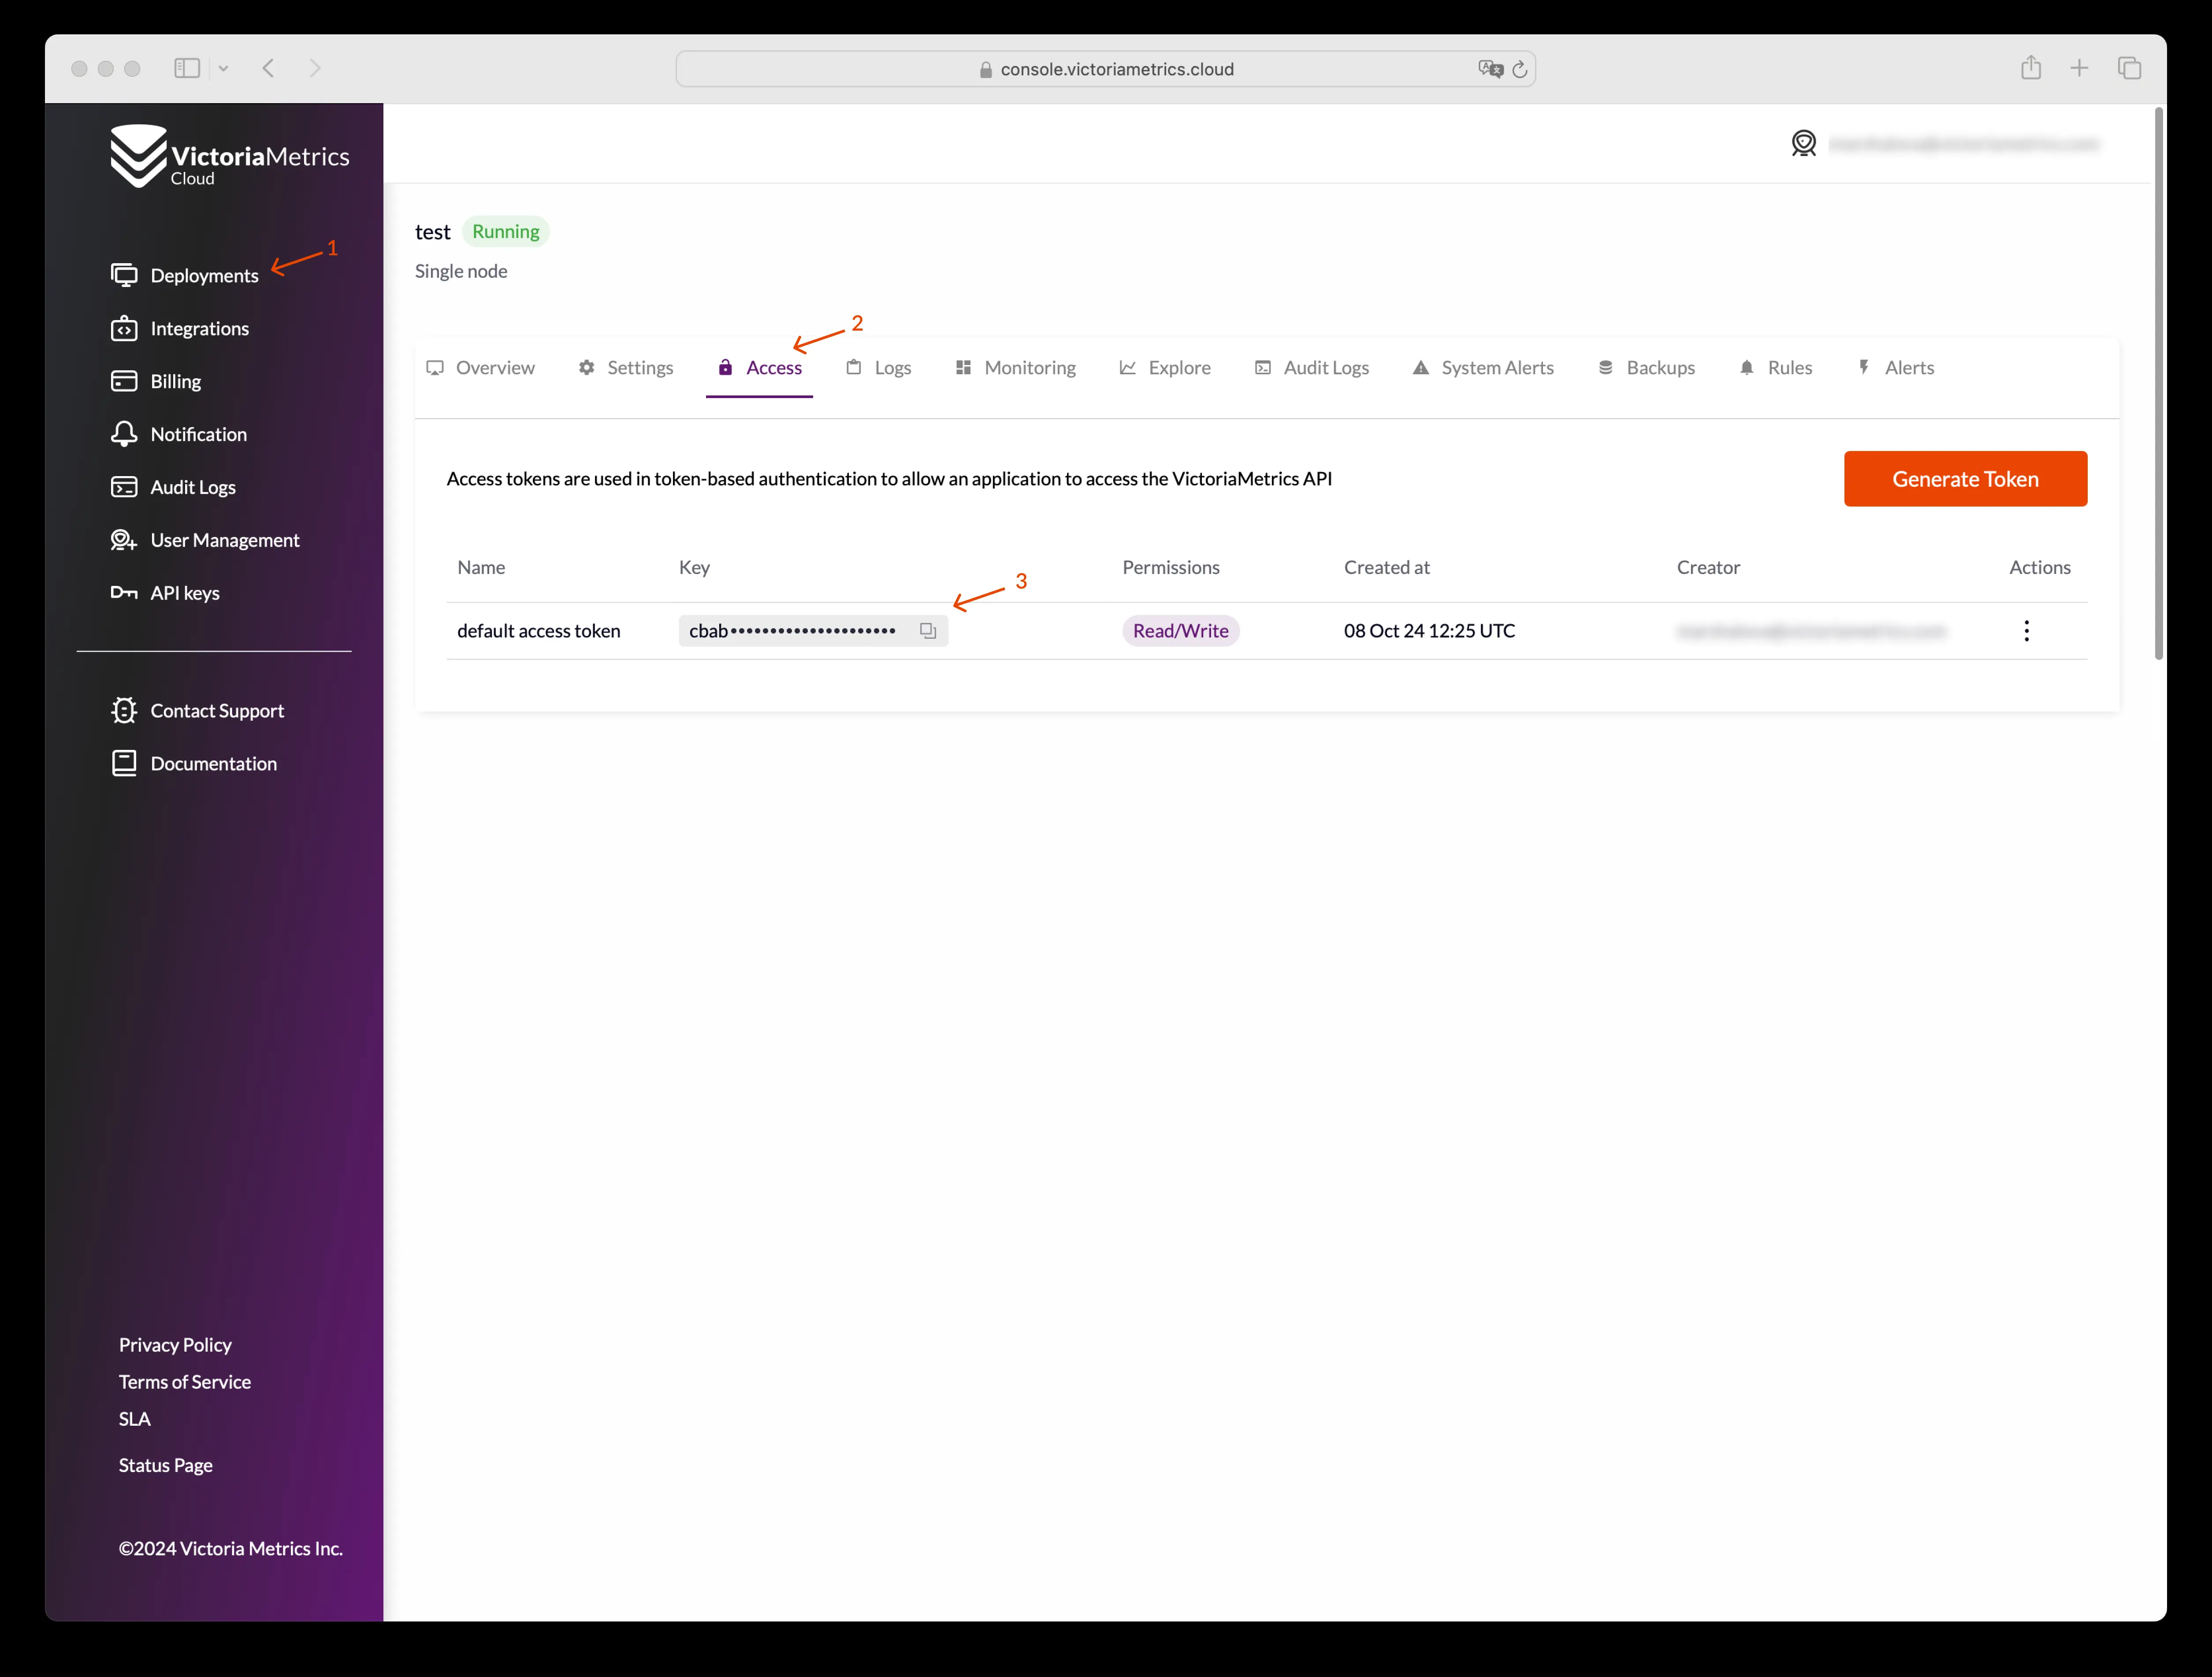 console.victoriametrics.cloud
VictoriaMetrics
Cloud
Deployments
1
Integrations
Billing
Notification
Audit Logs
User Management
API keys
Contact Support
Documentation
Privacy Policy
Terms of Service
SLA
Status Page
©2024 Victoria Metrics Inc.
test Running
Single node
2
Overview Settings Access Logs Monitoring Explore Audit Logs System Alerts Backups Rules Alerts
Access tokens are used in token-based authentication to allow an application to access the VictoriaMetrics API Generate Token
Name Key Permissions Created at Creator Actions
3
default access token cbab••••••••••••••••••••• Read/Write 08 Oct 24 12:25 UTC